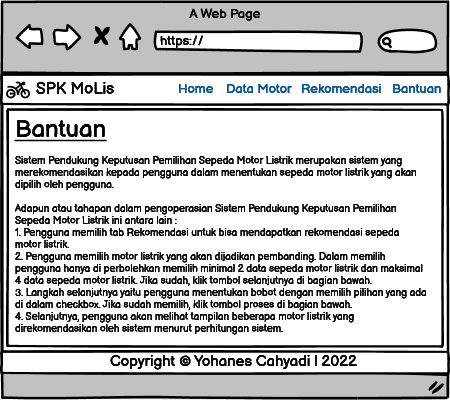 A Web Page
https://
SPK MoLis
Home Data Motor Rekomendasi Bantuan
Bantuan
Sistem Pendukung Keputusan Pemilihan Sepeda Motor Listrik merupakan sistem yang
merekomendasikan kepada pengguna dalam menentukan sepeda motor listrik yang akan
dipilih oleh pengguna.
Adapun atau tahapan dalam pengoperasian Sistem Pendukung Keputusan Pemilihan
Sepeda Motor Listrik ini antara lain :
1. Pengguna memilih tab Rekomendasi untuk bisa mendapatkan rekomendasi sepeda
motor listrik.
2. Pengguna memilih motor listrik yang akan dijadikan pembanding. Dalam memilih
pengguna hanya di perbolehkan memilih minimal 2 data sepeda motor listrik dan maksimal
4 data sepeda motor listrik. Jika sudah, klik tombol selanjutnya di bagian bawah.
3. Langkah selanjutnya yaitu pengguna menentukan bobot dengan memilih pilihan yang ada
di dalam checkbox. Jika sudah memilih, klik tombol proses di bagian bawah.
4. Selanjutnya, pengguna akan melihat tampilan beberapa motor listrik yang
direkomendasikan oleh sistem menurut perhitungan sistem.
Copyright © Yohanes Cahyadi | 2022